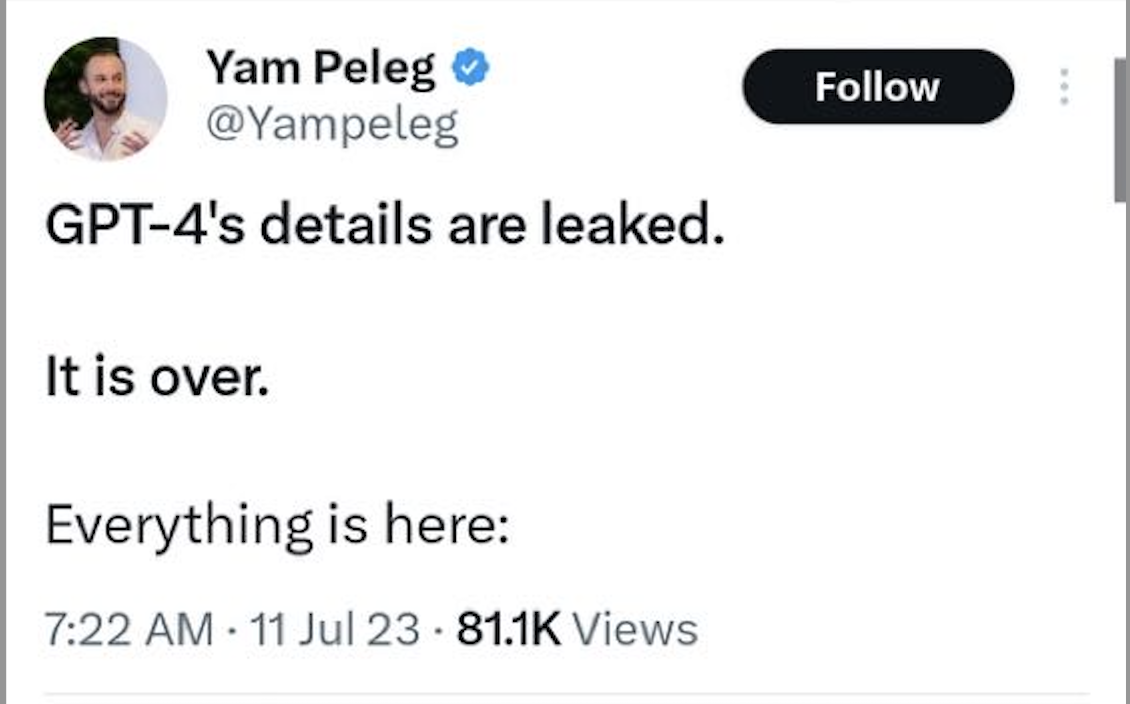 Yam Peleg
Follow
@Yampeleg
GPT-4's details are leaked.
It is over.
Everything is here:
7:22 AM · 11 Jul 23 · 81.1K Views